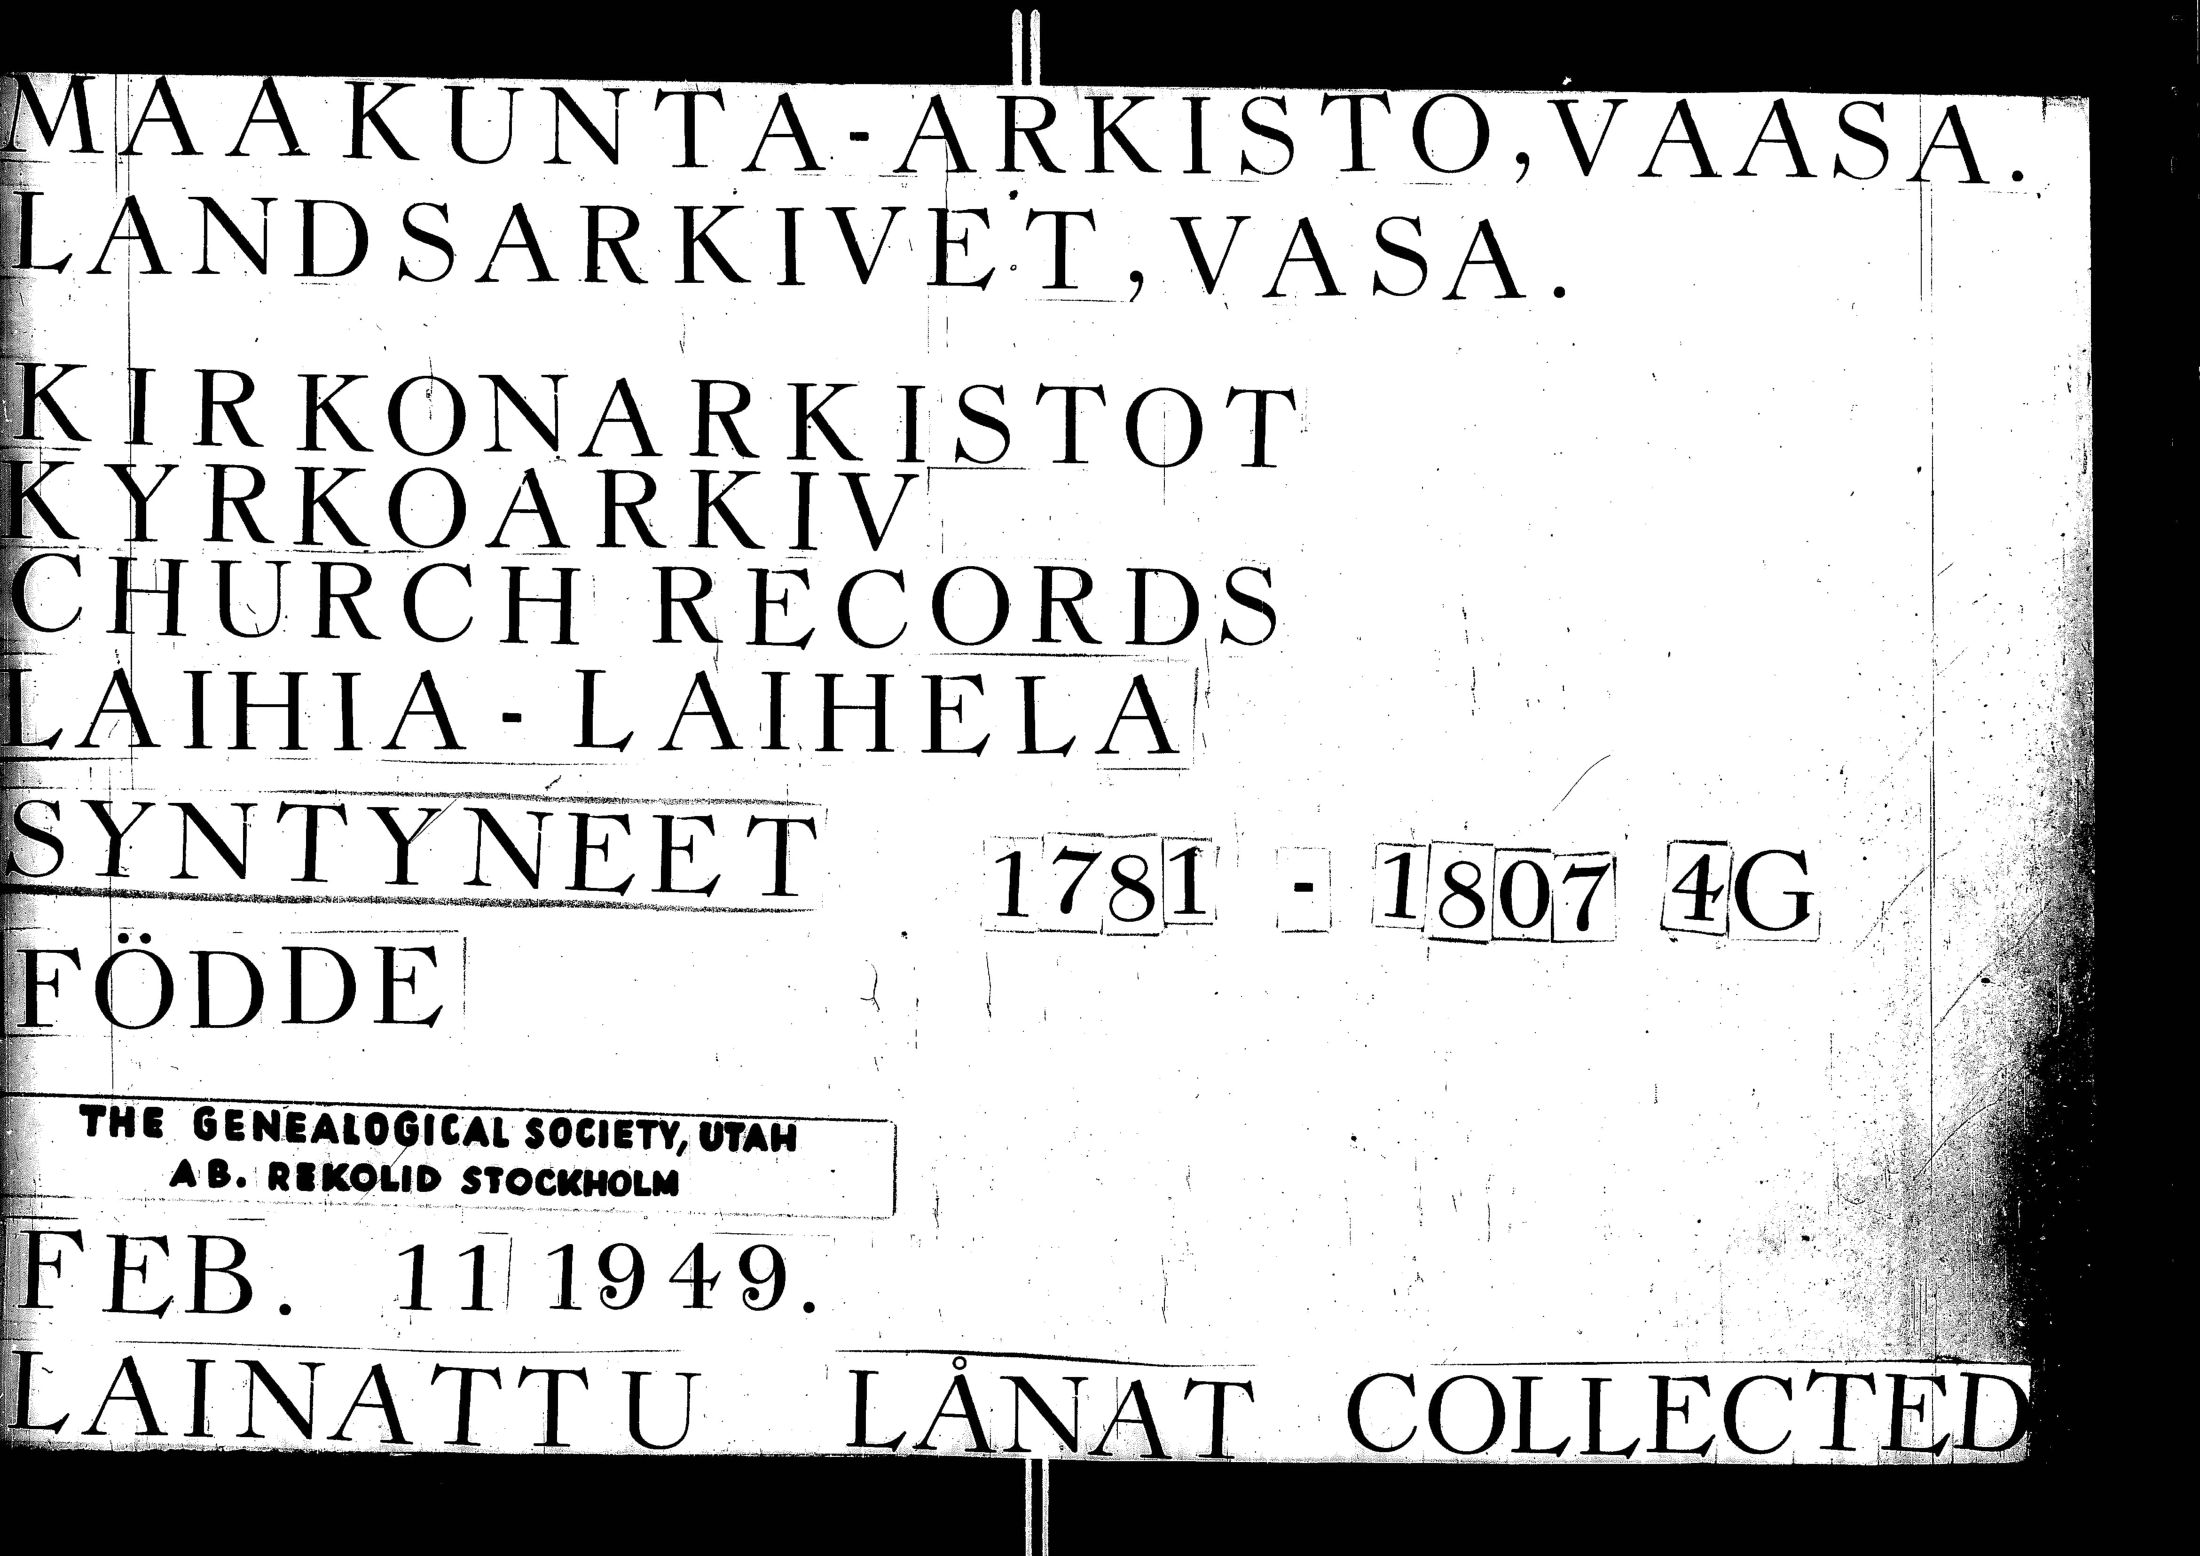 MAAKUNTA-ARKISTO, VAASA.
LANDSARKIVET, VASA.
KIRKONARKISTOT
KYRKOARKIV
CHURCH RECORDS
LAIHIA - LAIHELA
SYNTYNEET 1781 - 1807 4G
FÖDDE
THE GENEALOGICAL SOCIETY, UTAH
AB. REKOLID STOCKHOLM
FEB. 11 1949.
LAINATTU LÅNAT COLLECTED